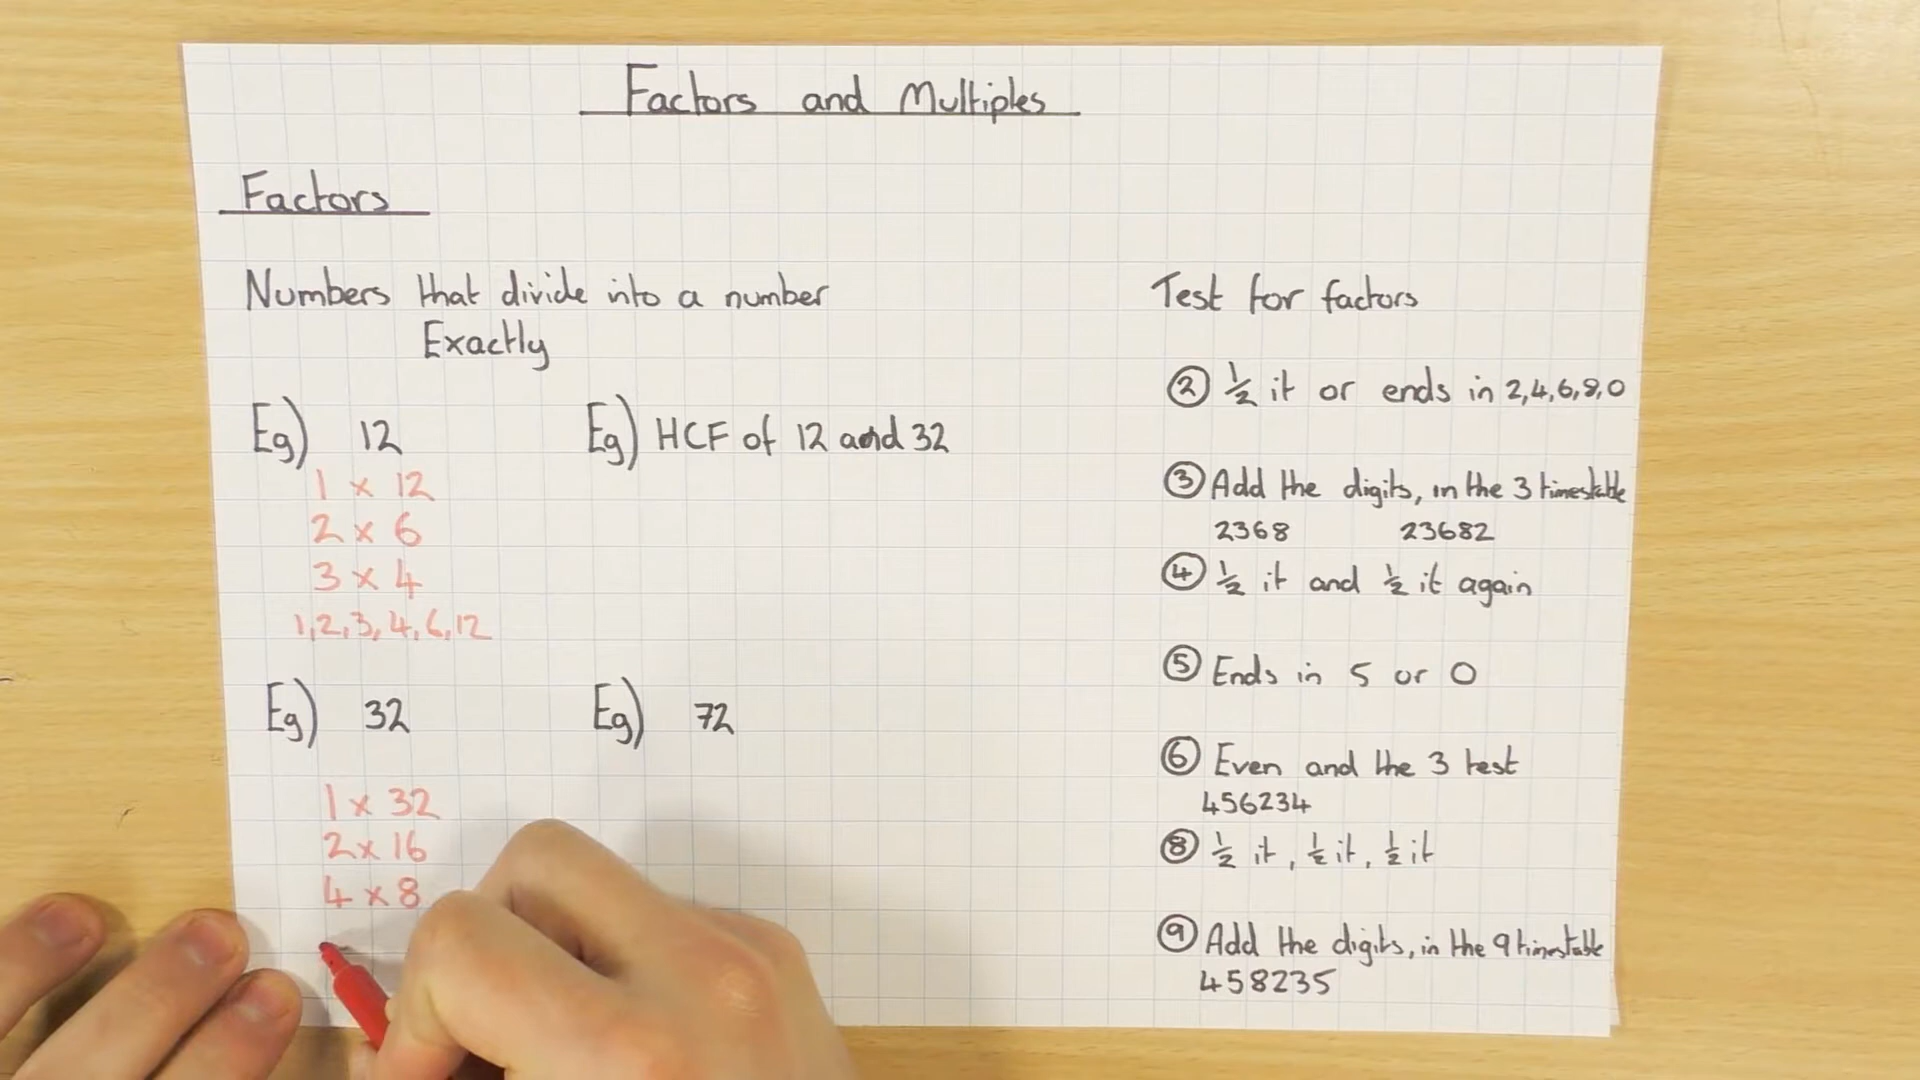 Factors and Multiples
Factors
Numbers that divide into a number
Exactly
Eg) 12
1 x 12
2 x 6
3 x 4
1,2,3,4,6,12
Eg) HCF of 12 and 32
Eg) 32
1 x 32
2 x 16
4 x 8
Eg) 72
Test for factors
② ½ it or ends in 2,4,6,8,0
③ Add the digits, in the 3 timestable
2368 23682
④ ½ it and ½ it again
⑤ Ends in 5 or 0
⑥ Even and the 3 test
456234
⑧ ½ it, ½ it, ½ it
⑨ Add the digits, in the 9 timestable
458235